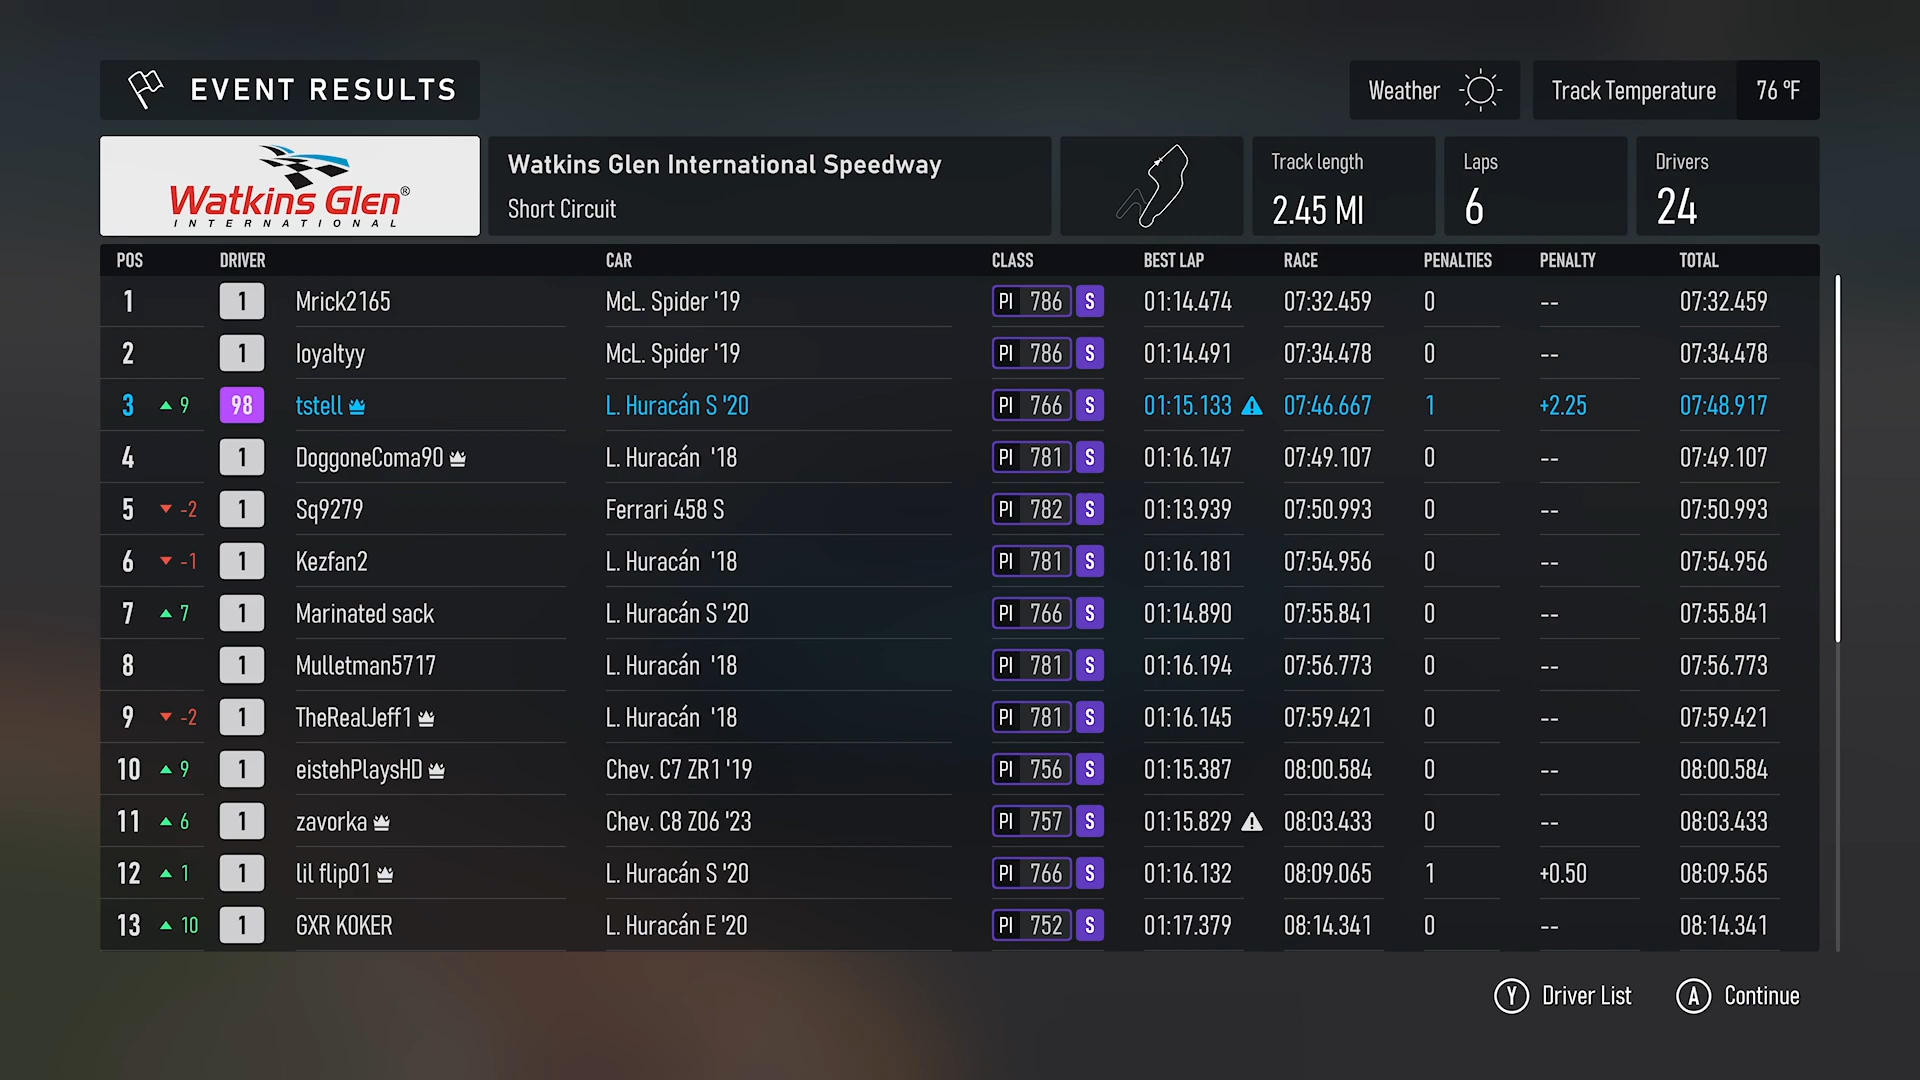 EVENT RESULTS
Weather
Track Temperature 76 °F
Watkins Glen®
INTERNATIONAL
Watkins Glen International Speedway
Short Circuit
Track length
2.45 MI
Laps
6
Drivers
24
POS DRIVER CAR CLASS BEST LAP RACE PENALTIES PENALTY TOTAL
1 1 Mrick2165 McL. Spider '19 PI 786 S 01:14.474 07:32.459 0 -- 07:32.459
2 1 loyaltyy McL. Spider '19 PI 786 S 01:14.491 07:34.478 0 -- 07:34.478
3 9 98 tstell L. Huracán S '20 PI 766 S 01:15.133 07:46.667 1 +2.25 07:48.917
4 1 DoggoneComa90 L. Huracán '18 PI 781 S 01:16.147 07:49.107 0 -- 07:49.107
5 -2 1 Sq9279 Ferrari 458 S PI 782 S 01:13.939 07:50.993 0 -- 07:50.993
6 -1 1 Kezfan2 L. Huracán '18 PI 781 S 01:16.181 07:54.956 0 -- 07:54.956
7 7 1 Marinated sack L. Huracán S '20 PI 766 S 01:14.890 07:55.841 0 -- 07:55.841
8 1 Mulletman5717 L. Huracán '18 PI 781 S 01:16.194 07:56.773 0 -- 07:56.773
9 -2 1 TheRealJeff1 L. Huracán '18 PI 781 S 01:16.145 07:59.421 0 -- 07:59.421
10 9 1 eistehPlaysHD Chev. C7 ZR1 '19 PI 756 S 01:15.387 08:00.584 0 -- 08:00.584
11 6 1 zavorka Chev. C8 Z06 '23 PI 757 S 01:15.829 08:03.433 0 -- 08:03.433
12 1 1 lil flip01 L. Huracán S '20 PI 766 S 01:16.132 08:09.065 1 +0.50 08:09.565
13 10 1 GXR KOKER L. Huracán E '20 PI 752 S 01:17.379 08:14.341 0 -- 08:14.341
Y Driver List A Continue